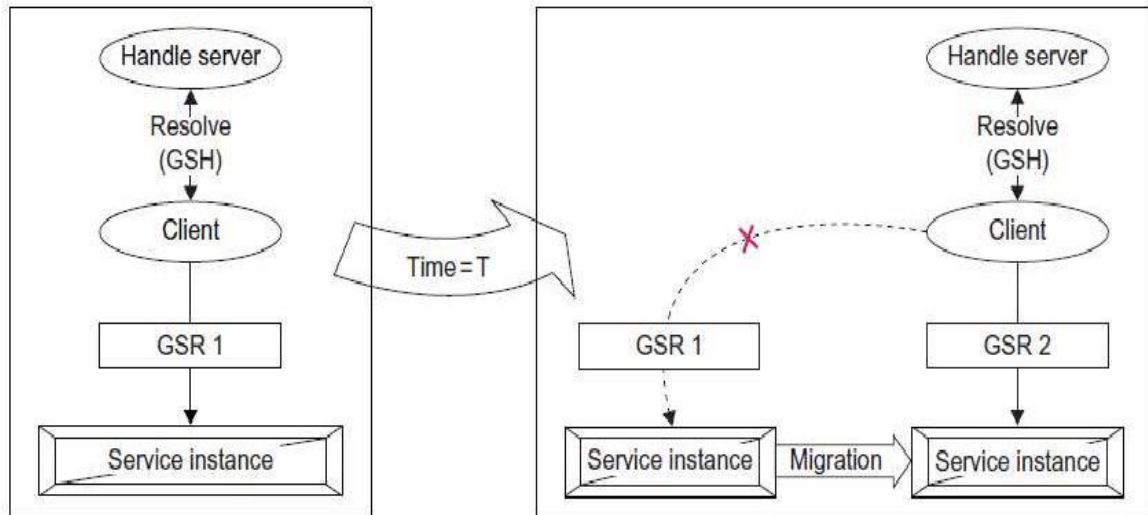 Handle server
Resolve
(GSH)
Client
GSR 1
Service instance
Time=T
Handle server
Resolve
(GSH)
Client
GSR 1
GSR 2
Service instance
Migration
Service instance